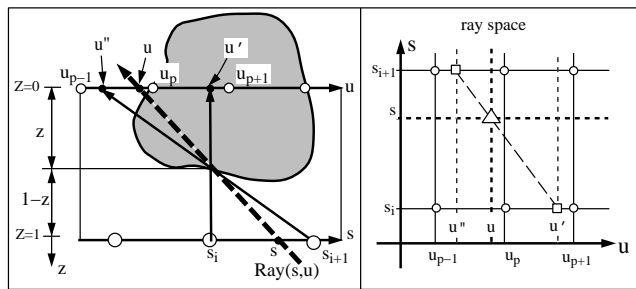 u" u u'
u_{p-1} u_p u_{p+1}
Z=0 u
z
1-z
Z=1 s
s_i s s_{i+1}
z Ray(s,u)
ray space
s
s_{i+1}
s
s_i
u" u u'
u
u_{p-1} u_p u_{p+1}